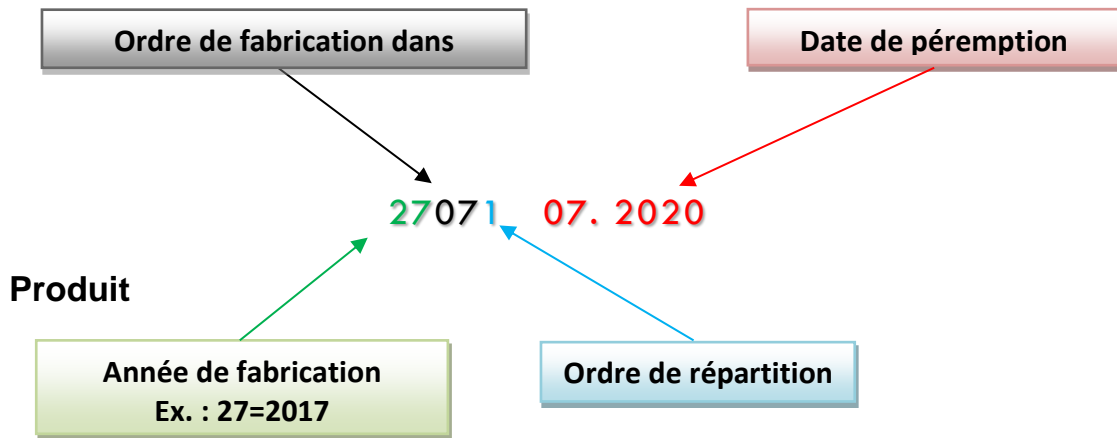 Ordre de fabrication dans
Date de péremption
27071 07. 2020
Produit
Année de fabrication
Ex. : 27=2017
Ordre de répartition